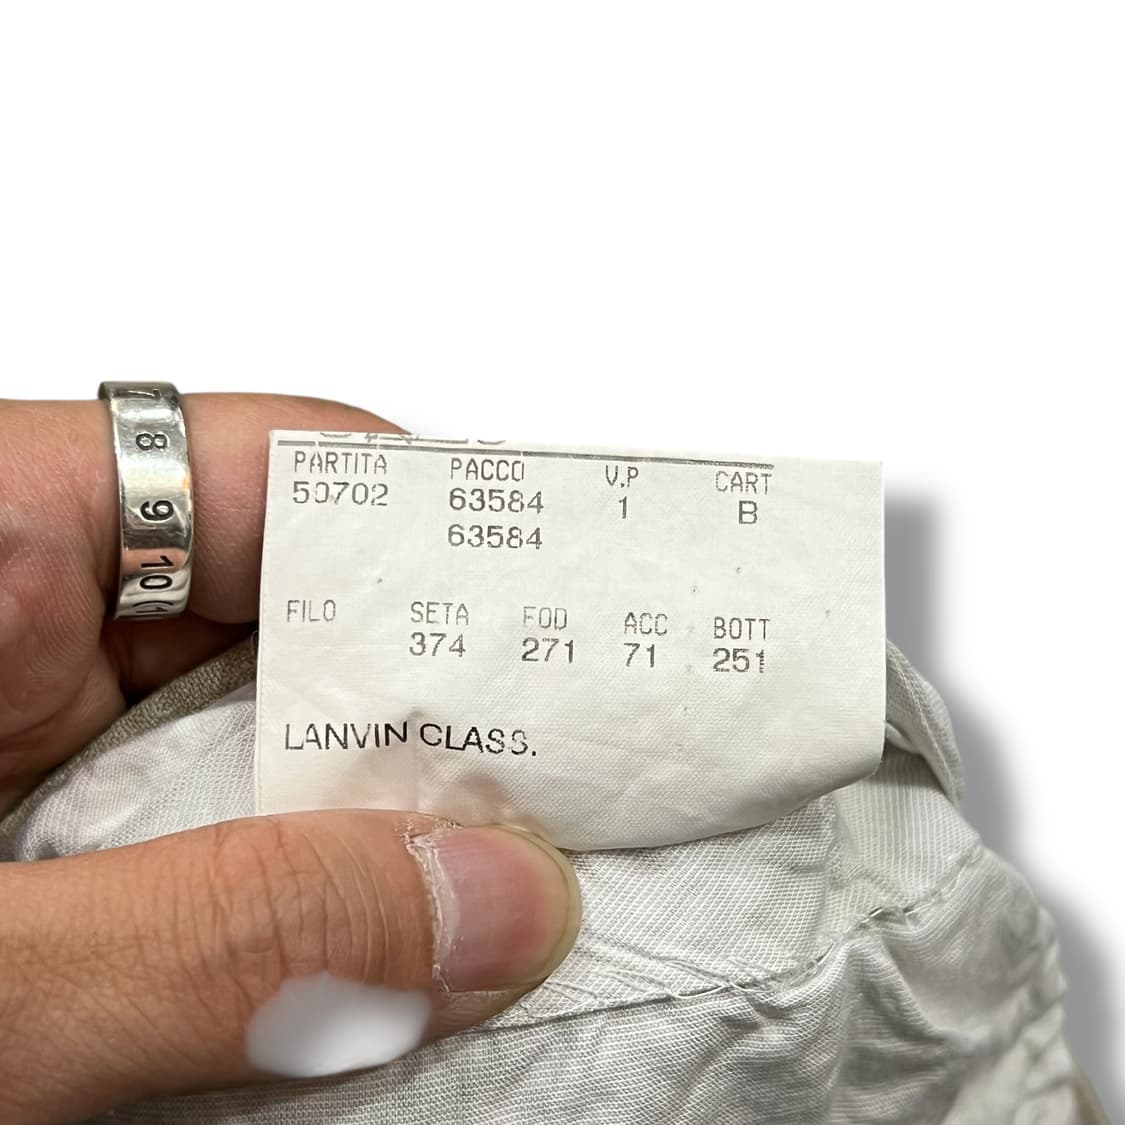 7
8
9
10
PARTITA PACCO V.P CART
50702 63584 1 B
63584
FILO SETA FOD ACC BOTT
374 271 71 251
LANVIN CLASS.